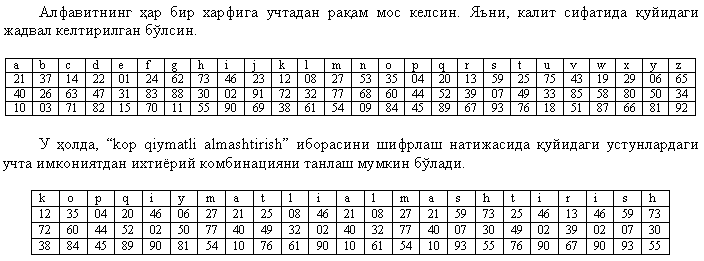 Алфавитнинг ҳар бир харфига учтадан рақам мос келсин. Яъни, калит сифатида қуйидаги
жадвал келтирилган бўлсин.
a b c d e f g h i j k l m n o p q r s t u v w x y z
21 37 14 22 01 24 62 73 46 23 12 08 27 53 35 04 20 13 59 25 75 43 19 29 06 65
40 26 63 47 31 83 88 30 02 91 72 32 77 68 60 44 52 39 07 49 33 85 58 80 50 34
10 03 71 82 15 70 11 55 90 69 38 61 54 09 84 45 89 67 93 76 18 51 87 66 81 92
У ҳолда, “kop qiymatli almashtirish” иборасини шифрлаш натижасида қуйидаги устунлардаги
учта имкониятдан ихтиёрий комбинацияни танлаш мумкин бўлади.
k o p q i y m a t l i a l m a s h t i r i s h
12 35 04 20 46 06 27 21 25 08 46 21 08 27 21 59 73 25 46 13 46 59 73
72 60 44 52 02 50 77 40 49 32 02 40 32 77 40 07 30 49 02 39 02 07 30
38 84 45 89 90 81 54 10 76 61 90 10 61 54 10 93 55 76 90 67 90 93 55